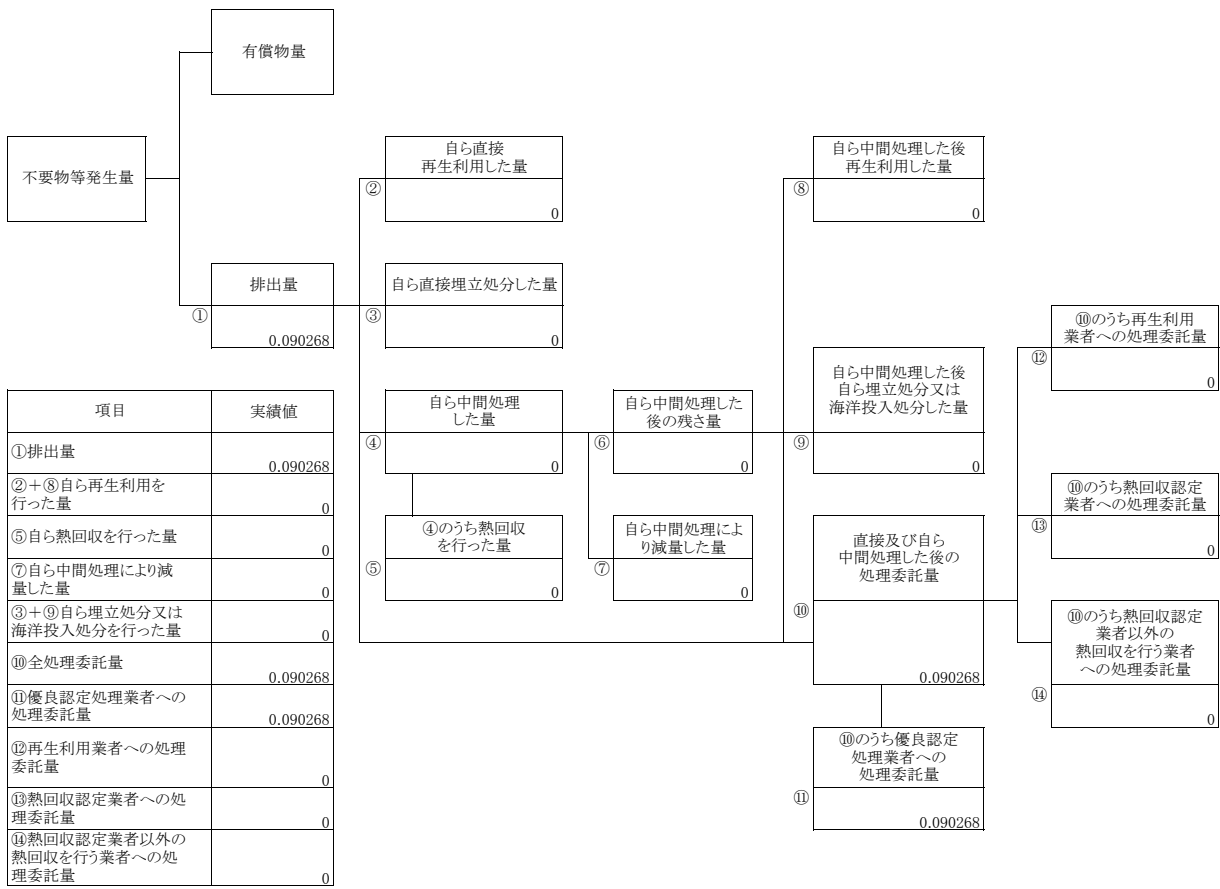 有償物量
不要物等発生量
排出量
①
0.090268
自ら直接
再生利用した量
②
0
自ら直接埋立処分した量
③
0
自ら中間処理
した量
④
0
④のうち熱回収
を行った量
⑤
0
自ら中間処理した
後の残さ量
⑥
0
自ら中間処理によ
り減量した量
⑦
0
自ら中間処理した後
再生利用した量
⑧
0
自ら中間処理した後
自ら埋立処分又は
海洋投入処分した量
⑨
0
直接及び自ら
中間処理した後の
処理委託量
⑩
0.090268
⑩のうち優良認定
処理業者への
処理委託量
⑪
0.090268
⑩のうち再生利用
業者への処理委託量
⑫
0
⑩のうち熱回収認定
業者への処理委託量
⑬
0
⑩のうち熱回収認定
業者以外の
熱回収を行う業者
への処理委託量
⑭
0
項目 実績値
①排出量
0.090268
②+⑧自ら再生利用を
行った量
0
⑤自ら熱回収を行った量
0
⑦自ら中間処理により減
量した量
0
③+⑨自ら埋立処分又は
海洋投入処分を行った量
0
⑩全処理委託量
0.090268
⑪優良認定処理業者への
処理委託量
0.090268
⑫再生利用業者への処理
委託量
0
⑬熱回収認定業者への処
理委託量
0
⑭熱回収認定業者以外の
熱回収を行う業者への処
理委託量
0